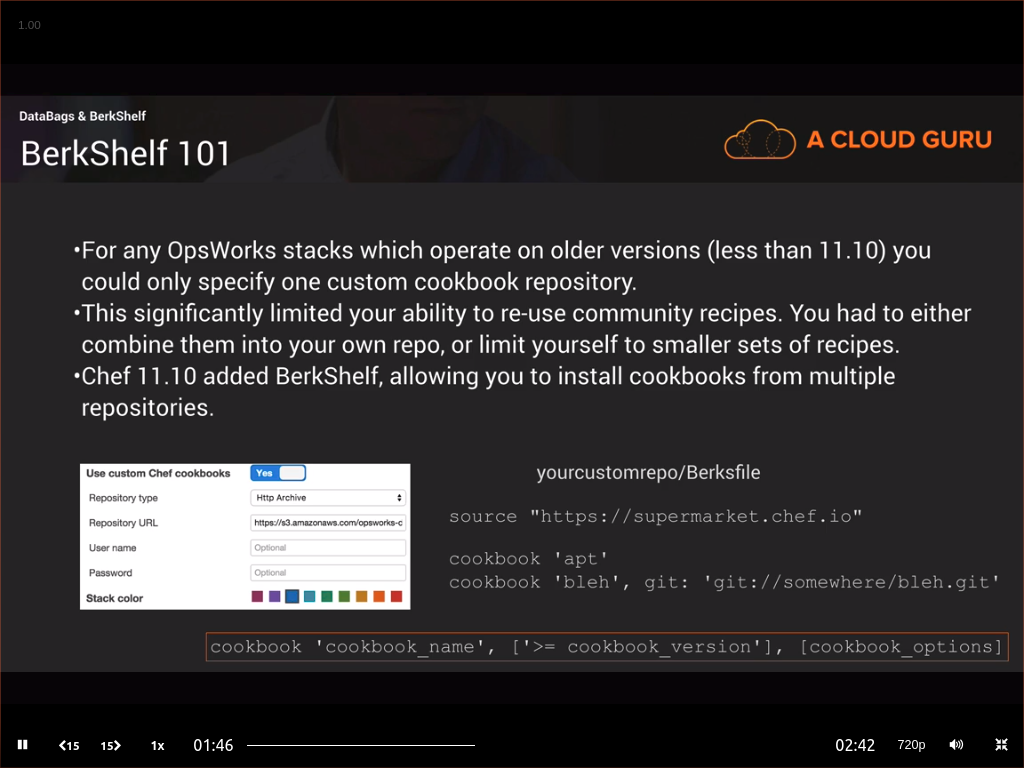 1.00
DataBags & BerkShelf
BerkShelf 101
A CLOUD GURU
•For any OpsWorks stacks which operate on older versions (less than 11.10) you
could only specify one custom cookbook repository.
•This significantly limited your ability to re-use community recipes. You had to either
combine them into your own repo, or limit yourself to smaller sets of recipes.
•Chef 11.10 added BerkShelf, allowing you to install cookbooks from multiple
repositories.
Use custom Chef cookbooks Yes
Repository type Http Archive
Repository URL https://s3.amazonaws.com/opsworks-c
User name Optional
Password Optional
Stack color
yourcustomrepo/Berksfile
source "https://supermarket.chef.io"
cookbook 'apt'
cookbook 'bleh', git: 'git://somewhere/bleh.git'
cookbook 'cookbook_name', ['>= cookbook_version'], [cookbook_options]
15 15 1x 01:46 02:42 720p